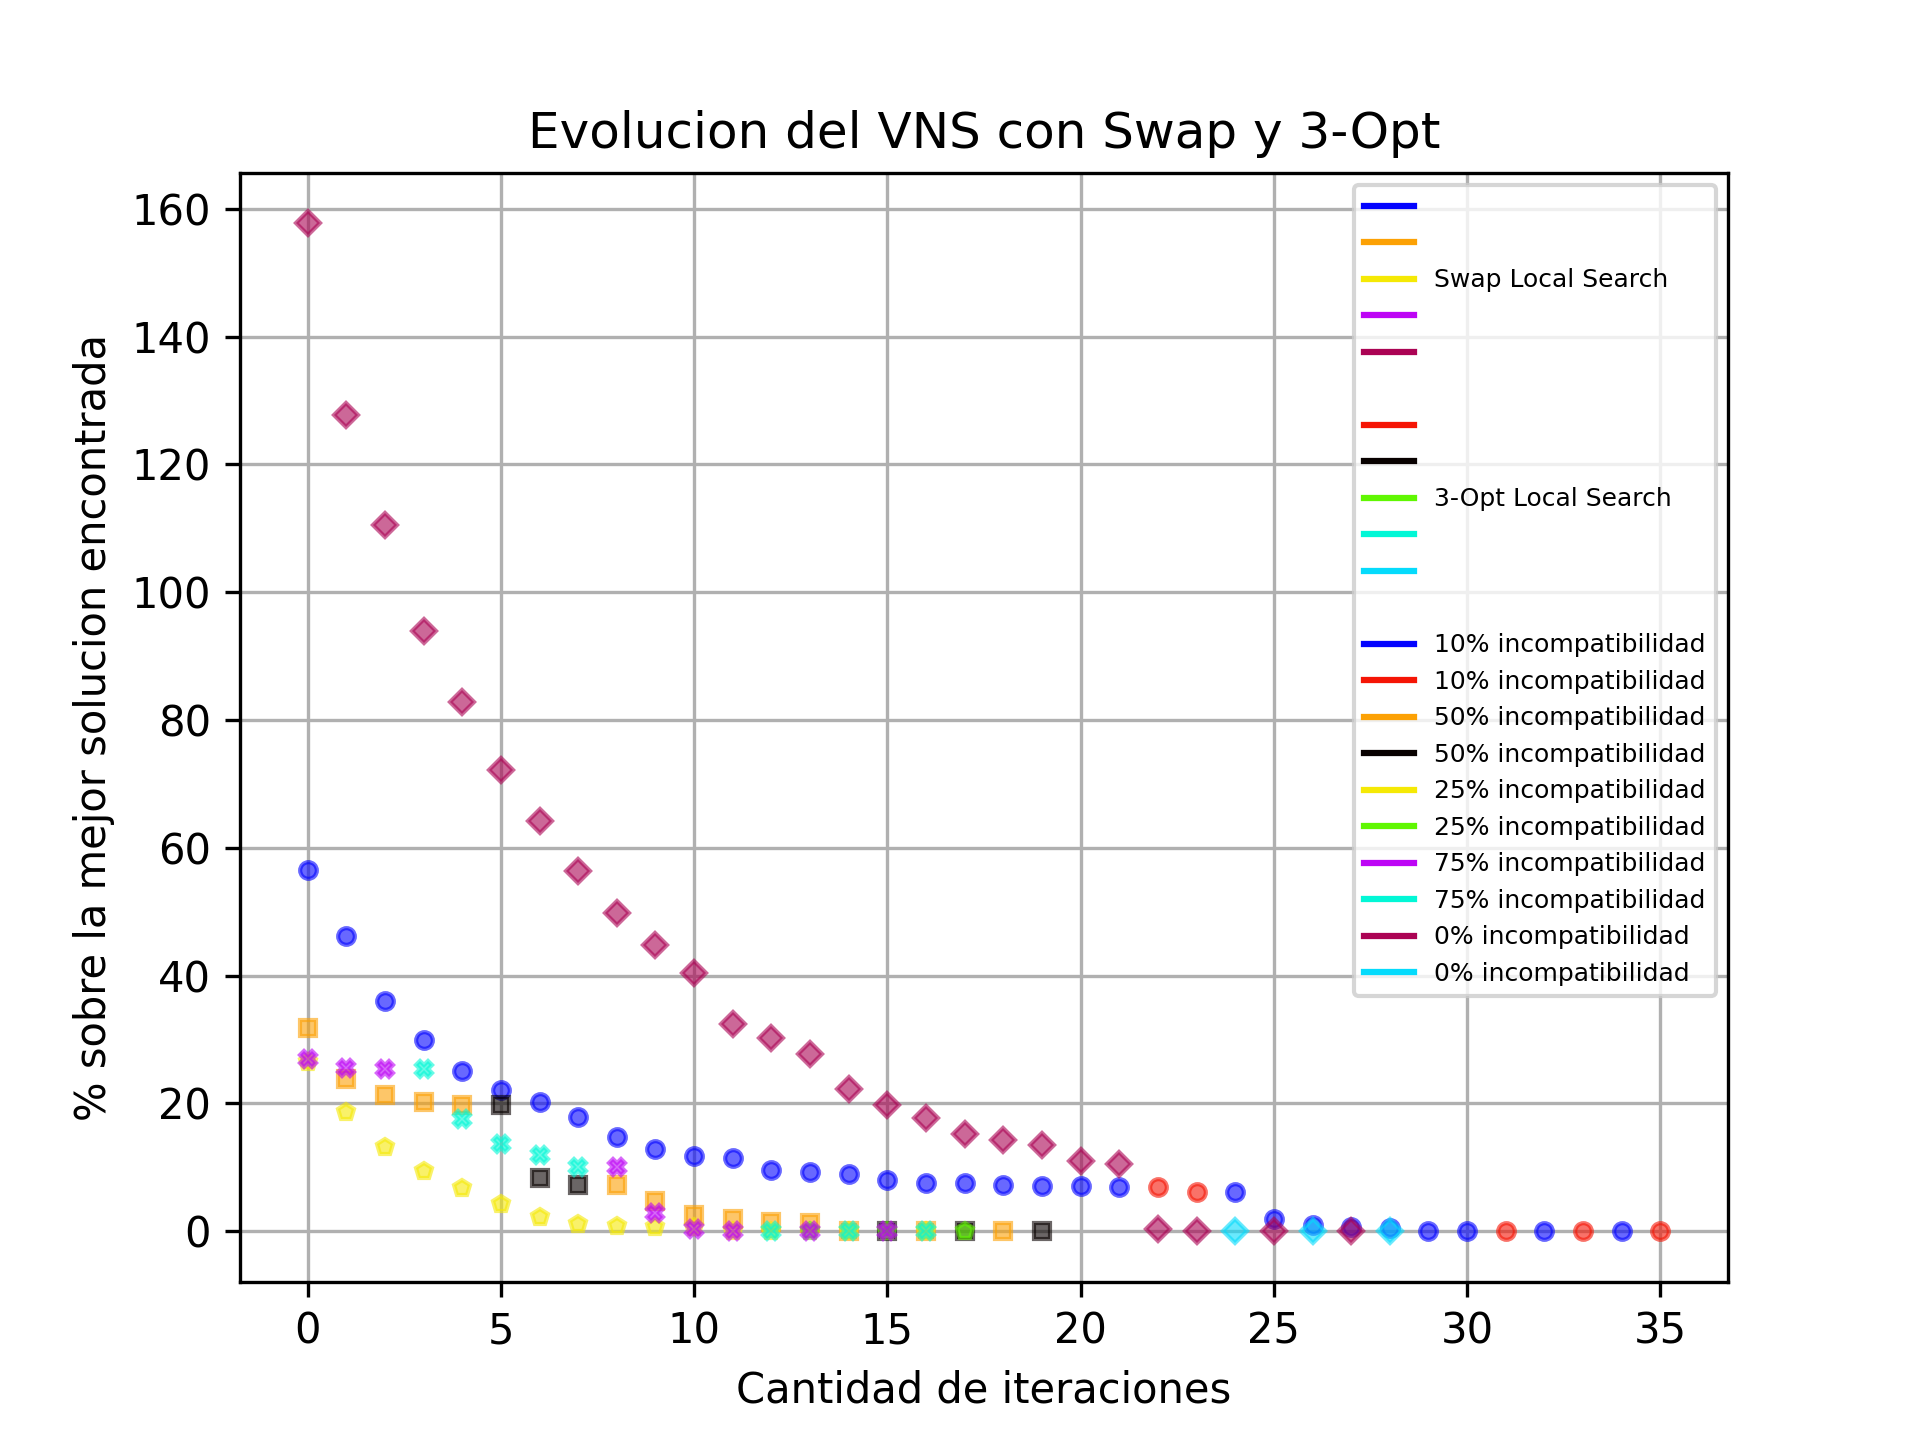 Evolucion del VNS con Swap y 3-Opt
% sobre la mejor solucion encontrada
160
140
120
100
80
60
40
20
0
Swap Local Search
3-Opt Local Search
10% incompatibilidad
10% incompatibilidad
50% incompatibilidad
50% incompatibilidad
25% incompatibilidad
25% incompatibilidad
75% incompatibilidad
75% incompatibilidad
0% incompatibilidad
0% incompatibilidad
0 5 10 15 20 25 30 35
Cantidad de iteraciones